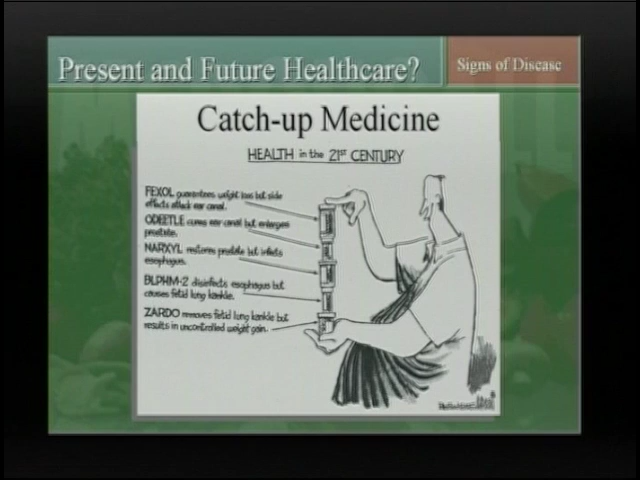 Present and Future Healthcare?
Signs of Disease
Catch-up Medicine
HEALTH in the 21ST CENTURY
FEXOL guarantees weight loss but side
effects attack ear canal.
ODEETLE cures ear canal but enlarges
prostate.
NARXYL restores prostate but infects
esophagus.
BLPHM-2 disinfects esophagus but
causes fetid lung kankle.
ZARDO removes fetid lung kankle but
results in uncontrolled weight gain.